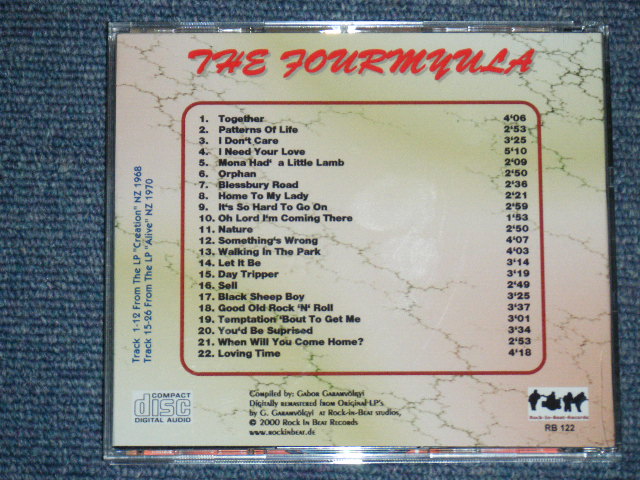 THE FOURMYULA
1. Together 4'06
2. Patterns Of Life 2'53
3. I Don't Care 3'25
4. I Need Your Love 5'10
5. Mona Had' a Little Lamb 2'09
6. Orphan 2'50
7. Blessbury Road 2'36
8. Home To My Lady 2'21
9. It's So Hard To Go On 2'59
10. Oh Lord I'm Coming There 1'53
11. Nature 2'50
12. Something's Wrong 4'07
13. Walking In The Park 4'03
14. Let It Be 3'14
15. Day Tripper 3'19
16. Sell 2'49
17. Black Sheep Boy 3'25
18. Good Old Rock 'N' Roll 3'37
19. Temptation 'Bout To Get Me 3'01
20. You'd Be Suprised 3'34
21. When Will You Come Home? 2'53
22. Loving Time 4'18
Track 1-12 From The LP "Creation" NZ 1968
Track 15-26 From The LP "Alive" NZ 1970
COMPACT
disc
DIGITAL AUDIO
Compiled by: Gabor Garamvölgyi
Digitally remastered from Original-LP's
by G. Garamvölgyi at Rock-in-Beat studios,
© 2000 Rock In Beat Records
www.rockinbeat.de
Rock-In-Beat-Records
RB 122